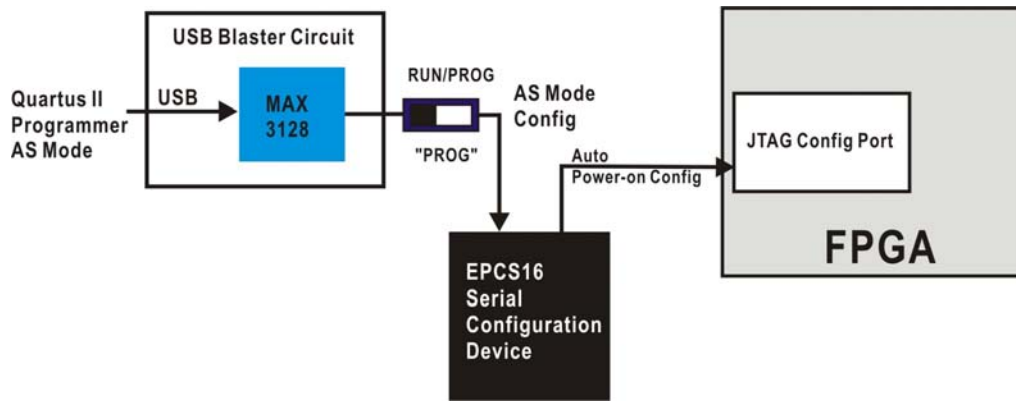 USB Blaster Circuit
Quartus II
Programmer
AS Mode
USB
MAX
3128
RUN/PROG
"PROG"
AS Mode
Config
Auto
Power-on Config
JTAG Config Port
FPGA
EPCS16
Serial
Configuration
Device